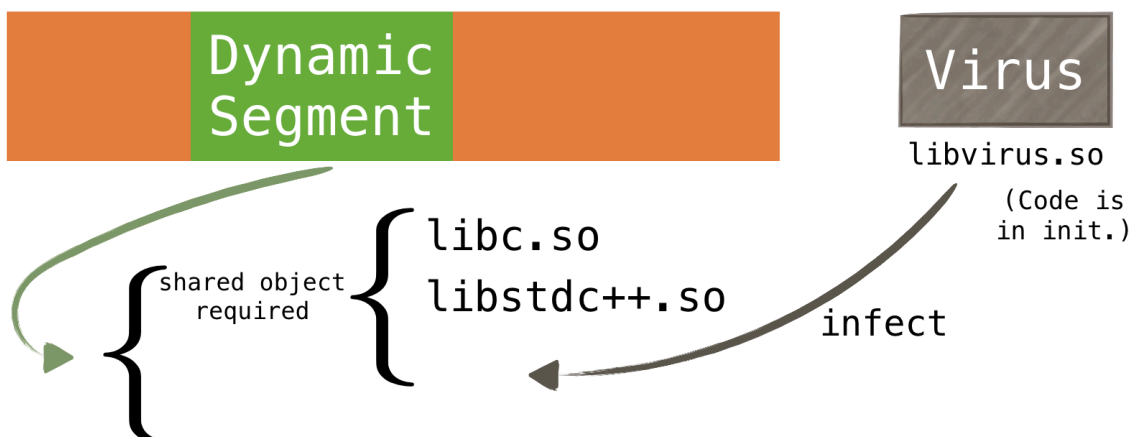 Dynamic
Segment
Virus
libvirus.so
(Code is
in init.)
libc.so
shared object
required
libstdc++.so
infect